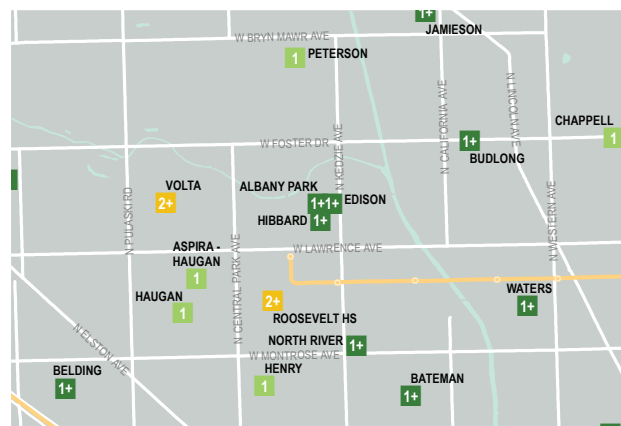 1+
JAMIESON
W BRYN MAWR AVE
1
PETERSON
N LINCOLN AVE
CHAPPELL
1
W FOSTER DR
N KEDZIE AVE
N CALIFORNIA AVE
1+
BUDLONG
VOLTA
2+
ALBANY PARK
1+1+
EDISON
HIBBARD
1+
N PULASKI RD
N CENTRAL PARK AVE
N WESTERN AVE
W LAWRENCE AVE
ASPIRA -
HAUGAN
1
HAUGAN
1
2+
ROOSEVELT HS
WATERS
1+
N ELSTON AVE
NORTH RIVER
1+
W MONTROSE AVE
BELDING
1+
HENRY
1
BATEMAN
1+